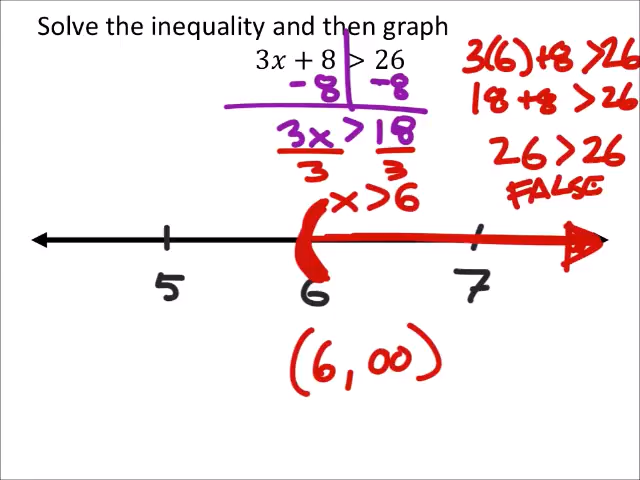 Solve the inequality and then graph
3x + 8 > 26
-8 -8
3x > 18
3 3
x > 6
3(6)+8 >26
18 +8 >26
26 > 26
FALSE
5 6 7
(6, ∞)